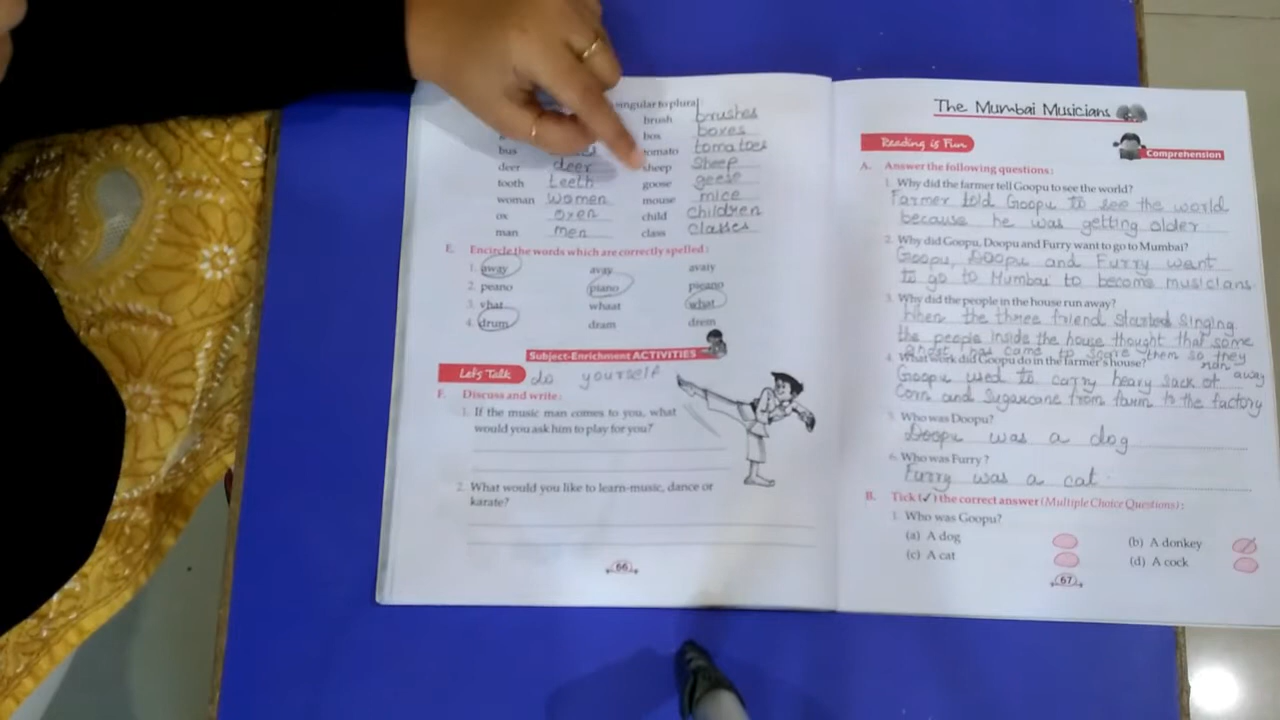 singular to plural
brush brushes
box boxes
bus tomato tomatoes
deer deer sheep Sheep
tooth teeth goose geese
woman women mouse mice
ox oxen child children
man men class classes
E. Encircle the words which are correctly spelled:
1. away avay avaiy
2. peano piano pieano
3. vhat whaat what
4. drum dram drem
Subject-Enrichment ACTIVITIES
Let's Talk do yourself
F. Discuss and write:
1. If the music man comes to you, what
would you ask him to play for you?
2. What would you like to learn-music, dance or
karate?
66
The Mumbai Musicians
Reading is Fun
Comprehension
A. Answer the following questions:
1. Why did the farmer tell Goopu to see the world?
Farmer told Goopu to see the world
because he was getting older
2. Why did Goopu, Doopu and Furry want to go to Mumbai?
Goopu, Doopu and Furry want
to go to Mumbai to become musicians.
3. Why did the people in the house run away?
When the three friend started singing
the people inside the house thought that some
ghost has came to scare them so they
ran away
4. What work did Goopu do in the farmer's house?
Goopu used to carry heavy sack of
Corn and Sugarcane from farm to the factory
5. Who was Doopu?
Doopu was a dog
6. Who was Furry?
Furry was a cat.
B. Tick (✓) the correct answer (Multiple Choice Questions):
1. Who was Goopu?
(a) A dog (b) A donkey
(c) A cat (d) A cock
67